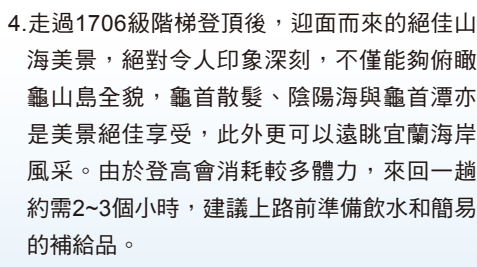 4.走過1706級階梯登頂後，迎面而來的絕佳山
海美景，絕對令人印象深刻，不僅能夠俯瞰
龜山島全貌，龜首散髮、陰陽海與龜首潭亦
是美景絕佳享受，此外更可以遠眺宜蘭海岸
風采。由於登高會消耗較多體力，來回一趟
約需2~3個小時，建議上路前準備飲水和簡易
的補給品。